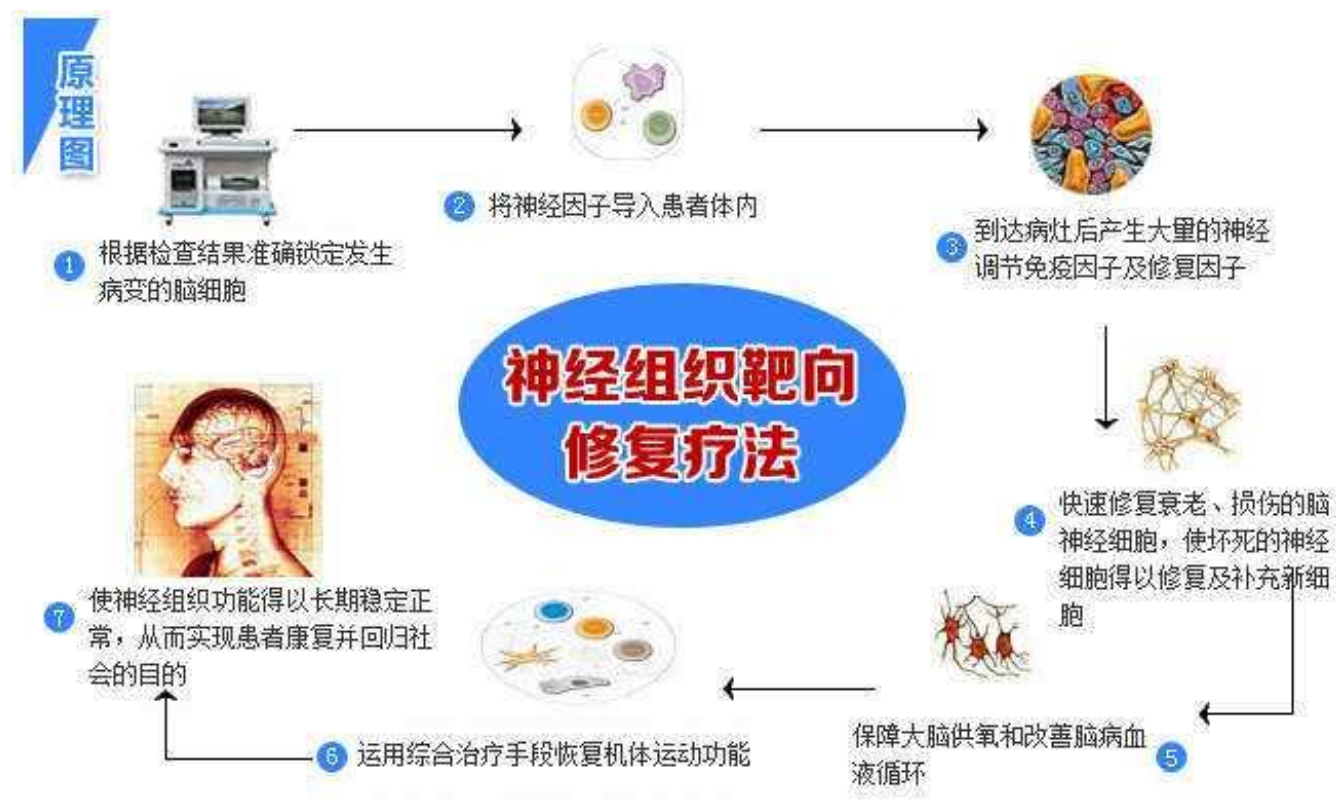 原理图
1
根据检查结果准确锁定发生
病变的脑细胞
2 将神经因子导入患者体内
3
到达病灶后产生大量的神经
调节免疫因子及修复因子
神经组织靶向
修复疗法
4
快速修复衰老、损伤的脑
神经细胞，使坏死的神经
细胞得以修复及补充新细
胞
5
保障大脑供氧和改善脑病血
液循环
6 运用综合治疗手段恢复机体运动功能
7
使神经组织功能得以长期稳定正
常，从而实现患者康复并回归社
会的目的